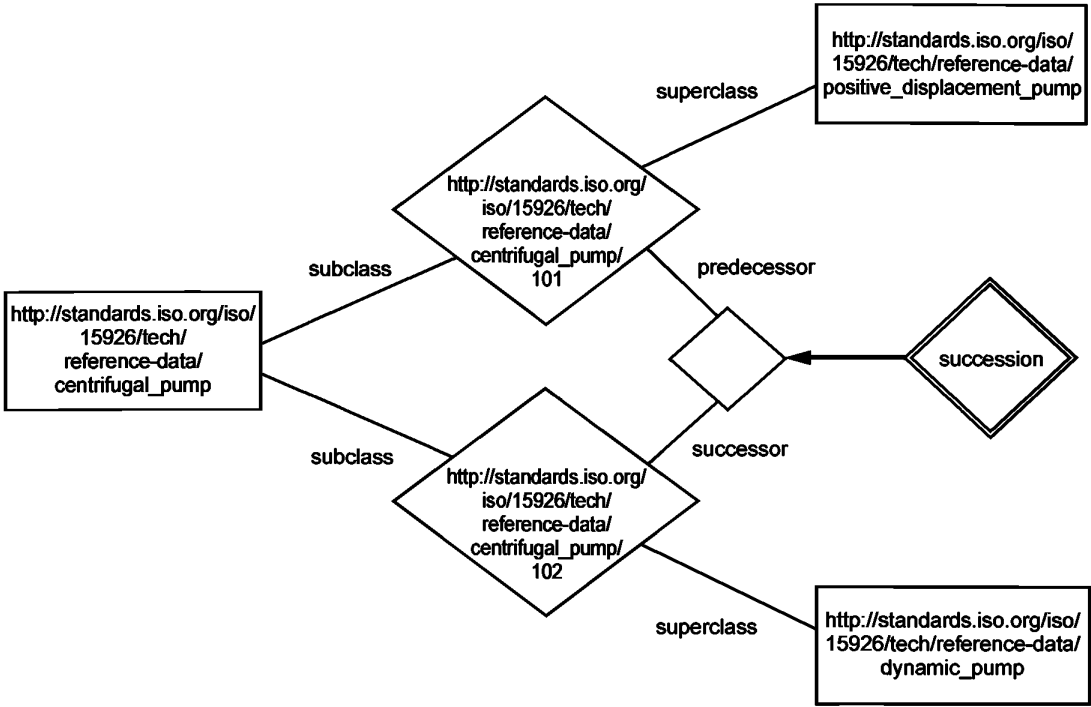 http://standards.iso.org/iso/
15926/tech/reference-data/
positive_displacement_pump
superclass
http://standards.iso.org/
iso/15926/tech/
reference-data/
centrifugal_pump/
101
subclass
predecessor
http://standards.iso.org/iso/
15926/tech/
reference-data/
centrifugal_pump
succession
subclass
successor
http://standards.iso.org/
iso/15926/tech/
reference-data/
centrifugal_pump/
102
superclass
http://standards.iso.org/iso/
15926/tech/reference-data/
dynamic_pump